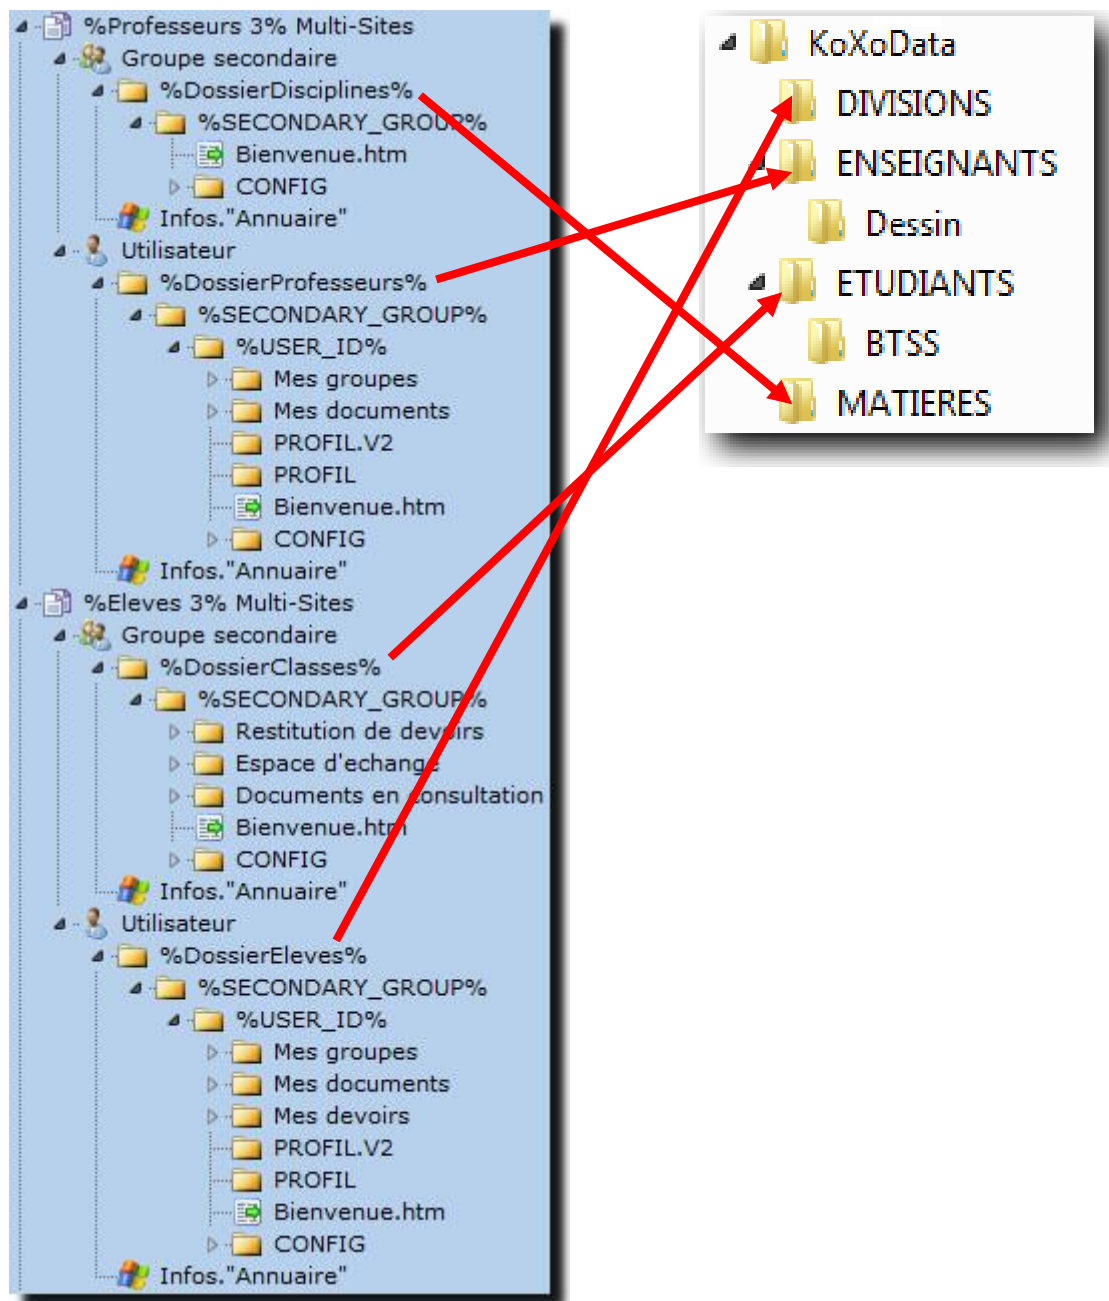 %Professeurs 3% Multi-Sites
Groupe secondaire
%DossierDisciplines%
%SECONDARY_GROUP%
Bienvenue.htm
CONFIG
Infos."Annuaire"
Utilisateur
%DossierProfesseurs%
%SECONDARY_GROUP%
%USER_ID%
Mes groupes
Mes documents
PROFIL.V2
PROFIL
Bienvenue.htm
CONFIG
Infos."Annuaire"
%Eleves 3% Multi-Sites
Groupe secondaire
%DossierClasses%
%SECONDARY_GROUP%
Restitution de devoirs
Espace d'echange
Documents en consultation
Bienvenue.htm
CONFIG
Infos."Annuaire"
Utilisateur
%DossierEleves%
%SECONDARY_GROUP%
%USER_ID%
Mes groupes
Mes documents
Mes devoirs
PROFIL.V2
PROFIL
Bienvenue.htm
CONFIG
Infos."Annuaire"
KoXoData
DIVISIONS
ENSEIGNANTS
Dessin
ETUDIANTS
BTSS
MATIERES